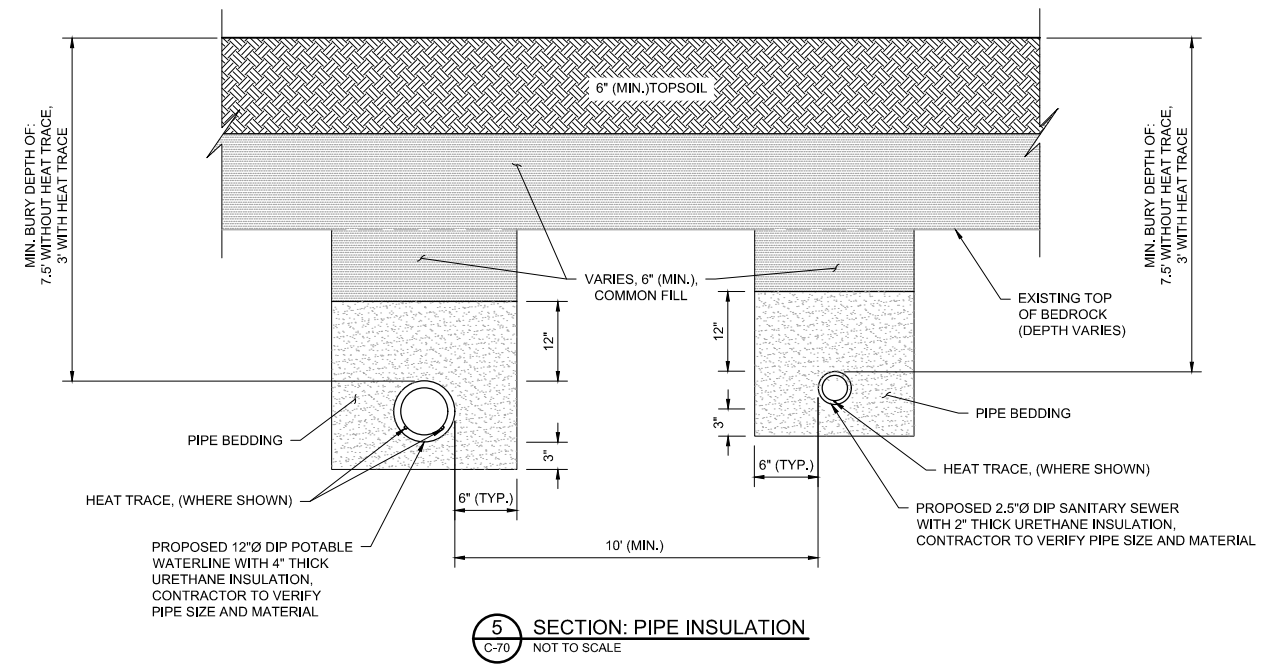 MIN. BURY DEPTH OF:
7.5' WITHOUT HEAT TRACE,
3' WITH HEAT TRACE
6" (MIN.)TOPSOIL
MIN. BURY DEPTH OF:
7.5' WITHOUT HEAT TRACE,
3' WITH HEAT TRACE
VARIES, 6" (MIN.),
COMMON FILL
EXISTING TOP
OF BEDROCK
(DEPTH VARIES)
12"
12"
3"
3"
PIPE BEDDING
PIPE BEDDING
HEAT TRACE, (WHERE SHOWN)
6" (TYP.)
6" (TYP.)
HEAT TRACE, (WHERE SHOWN)
PROPOSED 12"Ø DIP POTABLE
WATERLINE WITH 4" THICK
URETHANE INSULATION,
CONTRACTOR TO VERIFY
PIPE SIZE AND MATERIAL
10' (MIN.)
PROPOSED 2.5"Ø DIP SANITARY SEWER
WITH 2" THICK URETHANE INSULATION,
CONTRACTOR TO VERIFY PIPE SIZE AND MATERIAL
5
C-70
SECTION: PIPE INSULATION
NOT TO SCALE